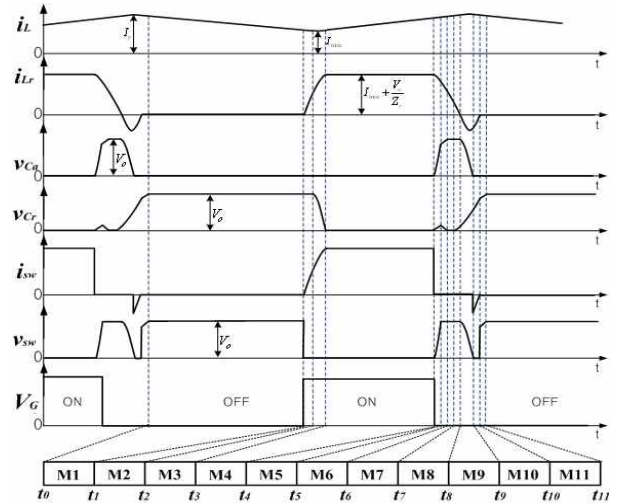 iL
0
t
Imin
iLr
0
t
vCa
0
Vo
t
vCr
0
Vo
t
isw
0
t
vsw
0
Vo
t
VG
0
ON
OFF
ON
OFF
t
M1 M2 M3 M4 M5 M6 M7 M8 M9 M10 M11
t0 t1 t2 t3 t4 t5 t6 t7 t8 t9 t10 t11